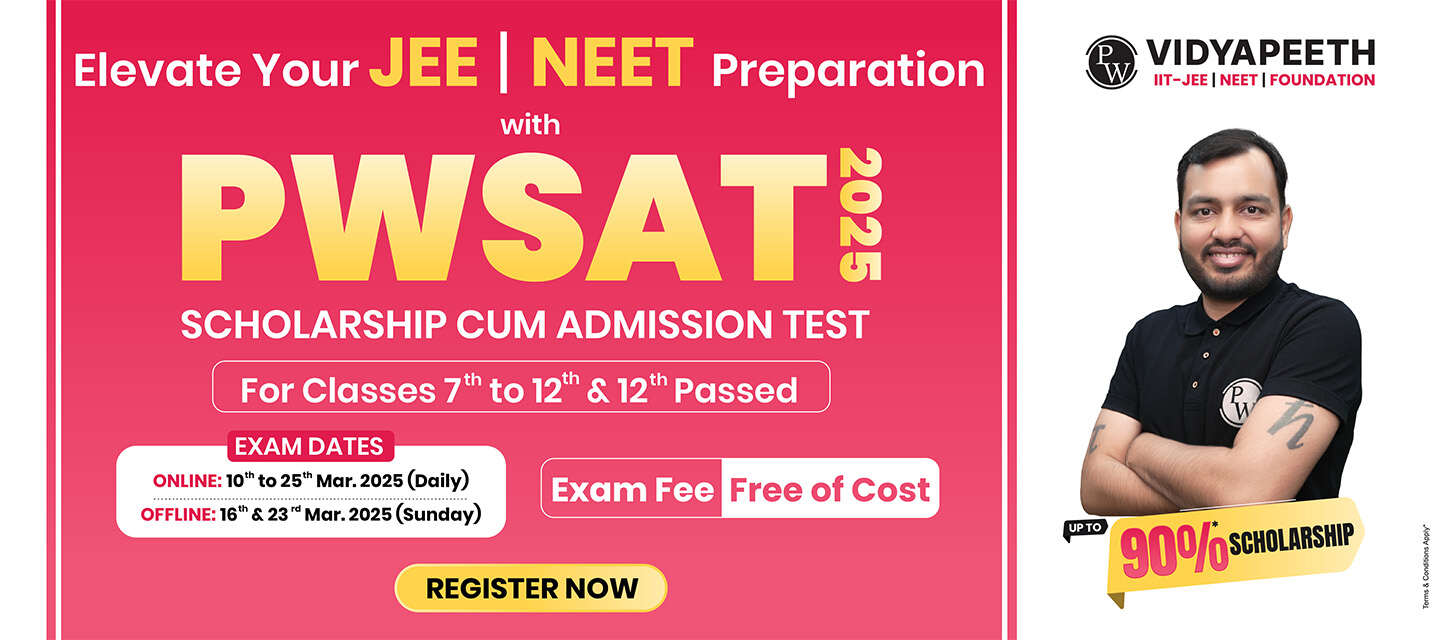 Elevate Your JEE | NEET Preparation
with
PWSAT 2025
SCHOLARSHIP CUM ADMISSION TEST
For Classes 7th to 12th & 12th Passed
EXAM DATES
ONLINE: 10th to 25th Mar. 2025 (Daily)
OFFLINE: 16th & 23rd Mar. 2025 (Sunday)
Exam Fee Free of Cost
REGISTER NOW
PW VIDYAPEETH
IIT-JEE | NEET | FOUNDATION
PW
ħ
UP TO 90%* SCHOLARSHIP
Terms & Conditions Apply*